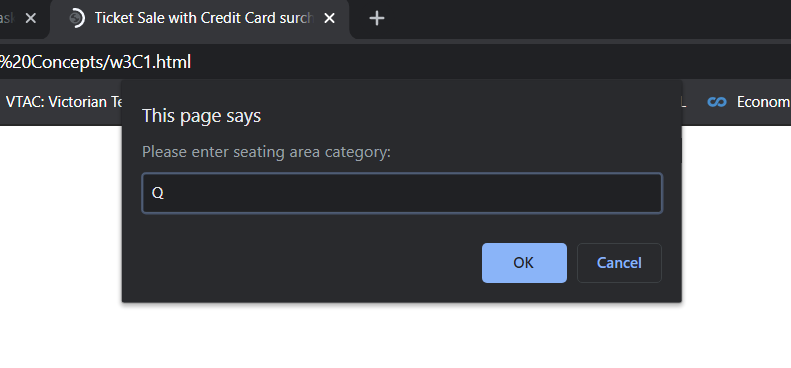 Ticket Sale with Credit Card surch
%20Concepts/w3C1.html
VTAC: Victorian Te
Econom
This page says
Please enter seating area category:
Q
OK Cancel